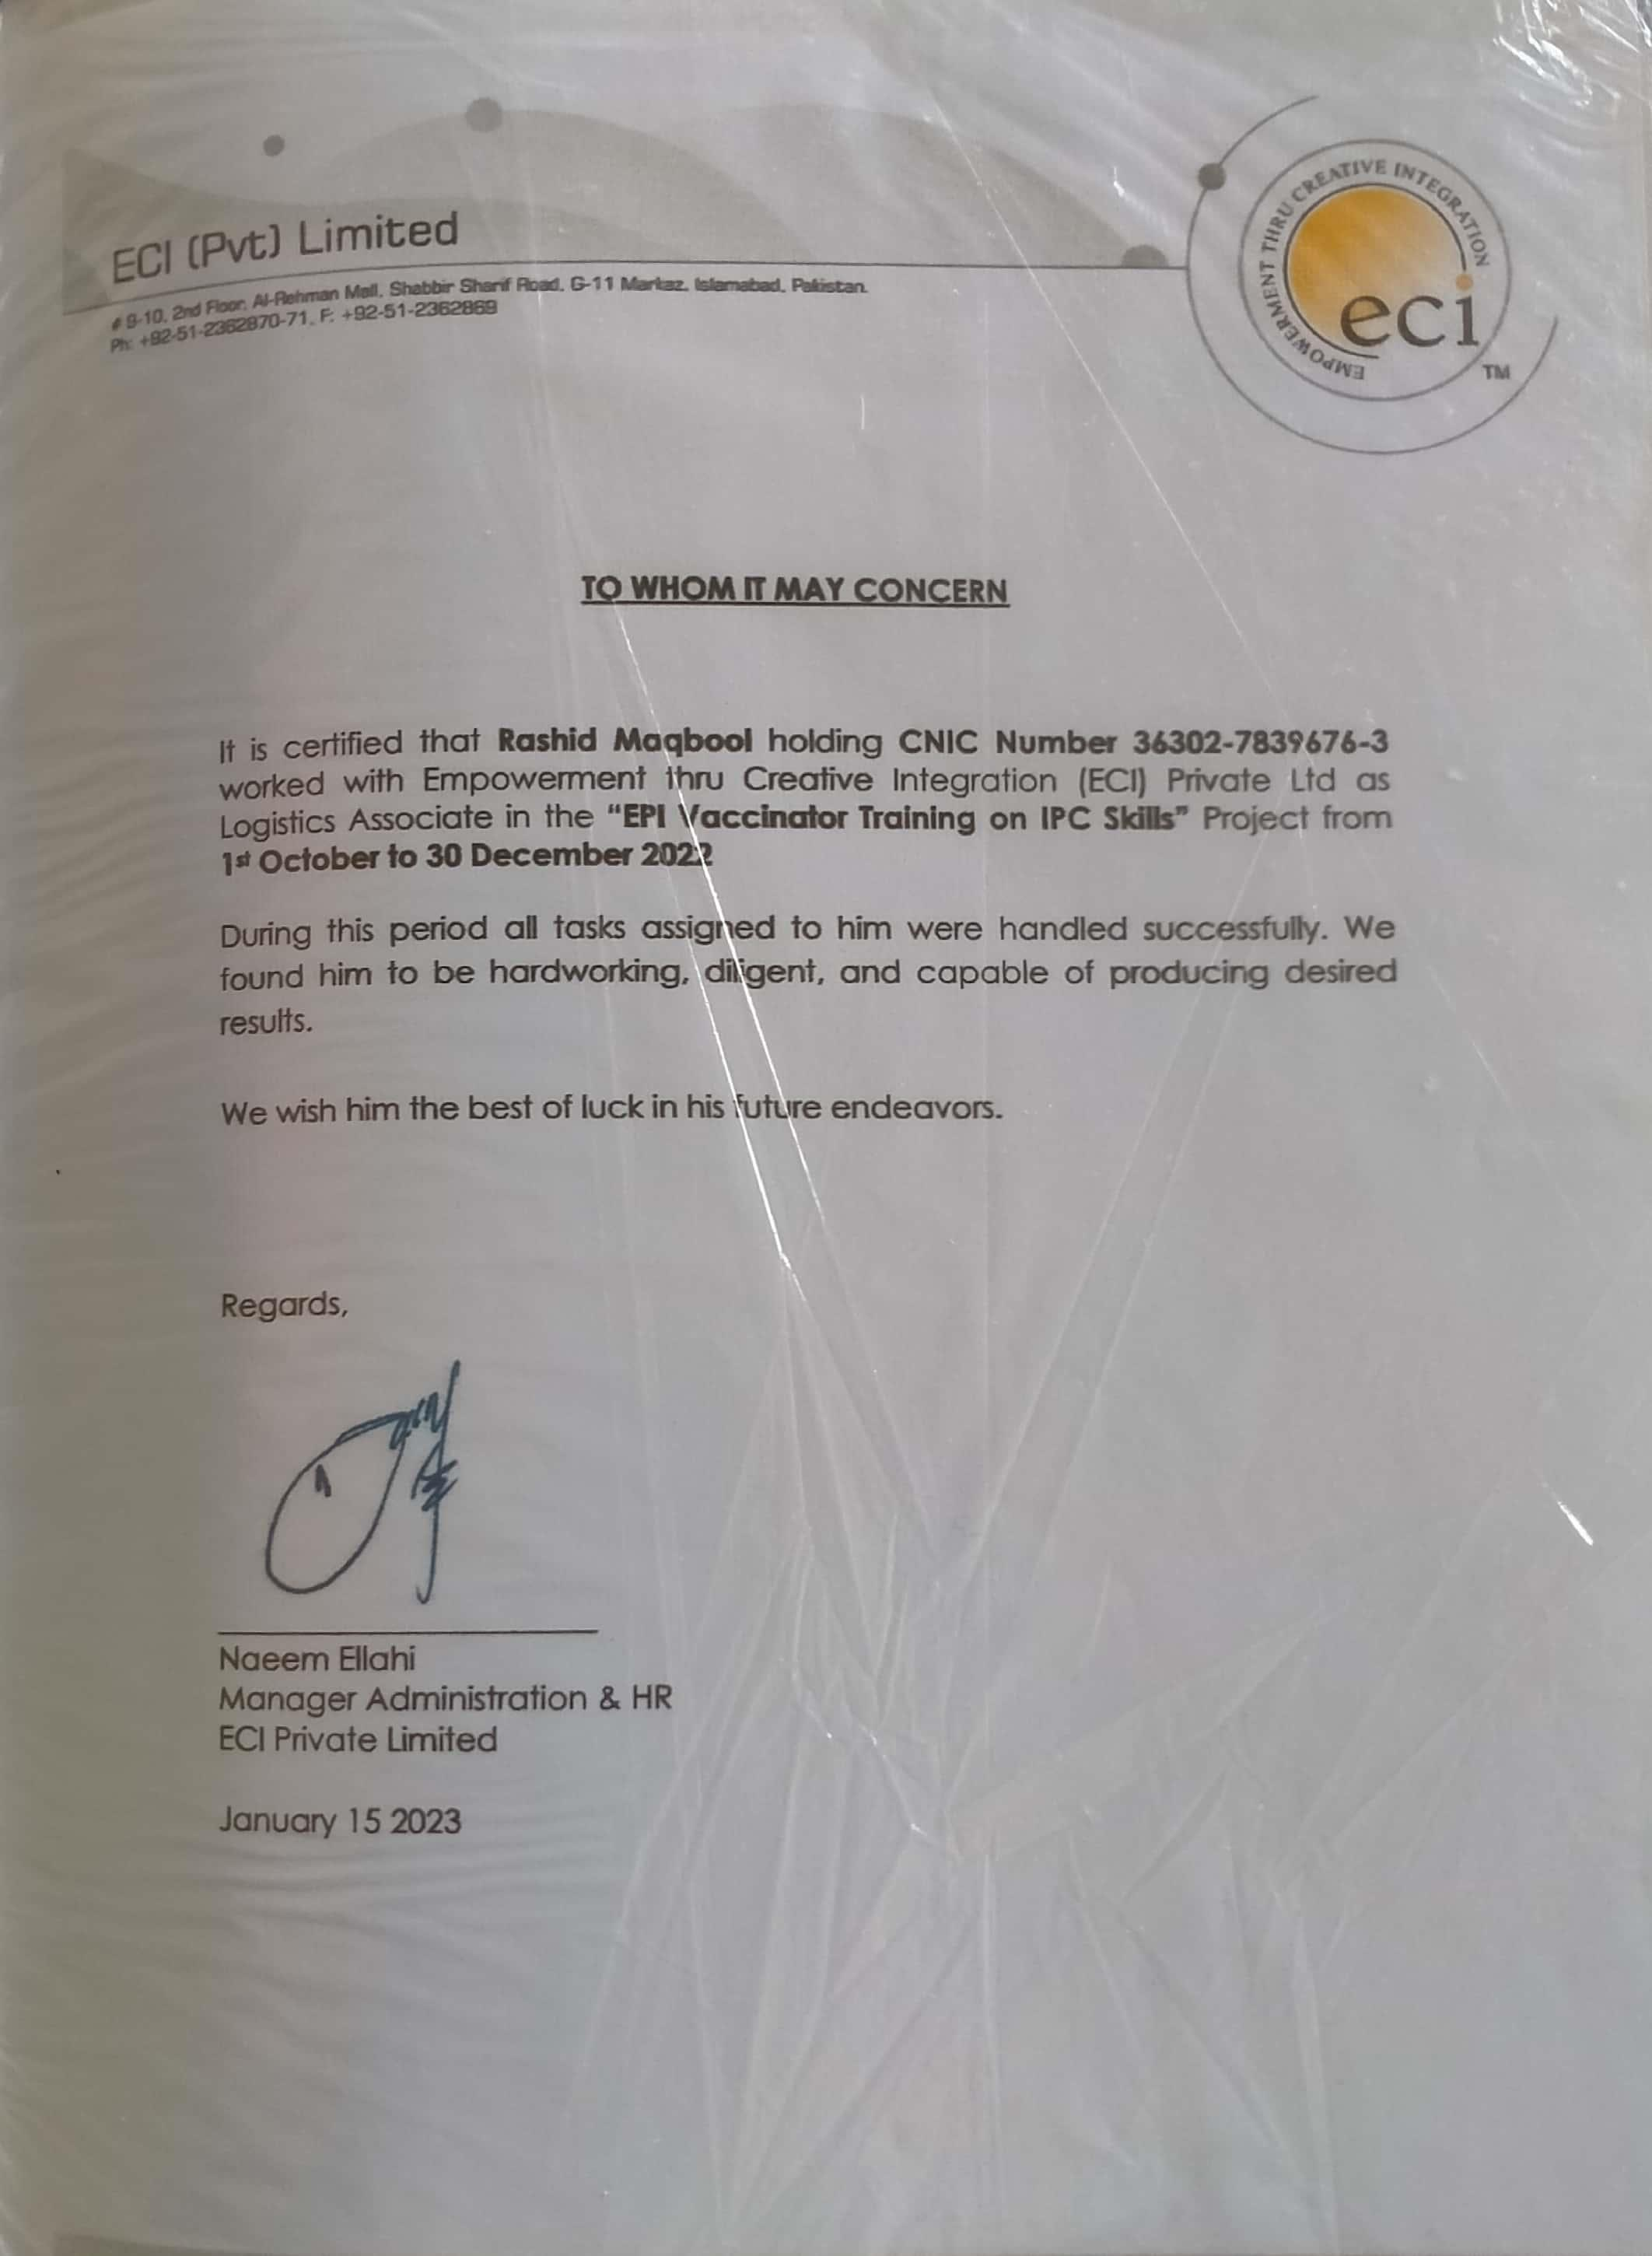 ECI (Pvt) Limited
# 9-10, 2nd Floor, Al-Rehman Mall, Shabbir Sharif Road, G-11 Markaz, Islamabad, Pakistan.
Ph: +92-51-2362870-71, F: +92-51-2362869
EMPOWERMENT THRU CREATIVE INTEGRATION
eci
TM
TO WHOM IT MAY CONCERN
It is certified that Rashid Maqbool holding CNIC Number 36302-7839676-3
worked with Empowerment thru Creative Integration (ECI) Private Ltd as
Logistics Associate in the “EPI Vaccinator Training on IPC Skills” Project from
1st October to 30 December 2022
During this period all tasks assigned to him were handled successfully. We
found him to be hardworking, diligent, and capable of producing desired
results.
We wish him the best of luck in his future endeavors.
Regards,
Naeem Ellahi
Manager Administration & HR
ECI Private Limited
January 15 2023